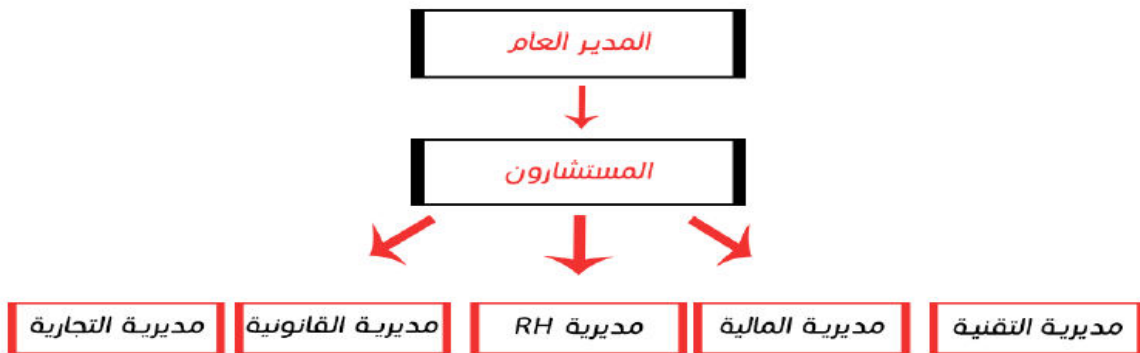 المدير العام
المستشارون
مديرية التقنية
مديرية المالية
مديرية RH
مديرية القانونية
مديرية التجارية